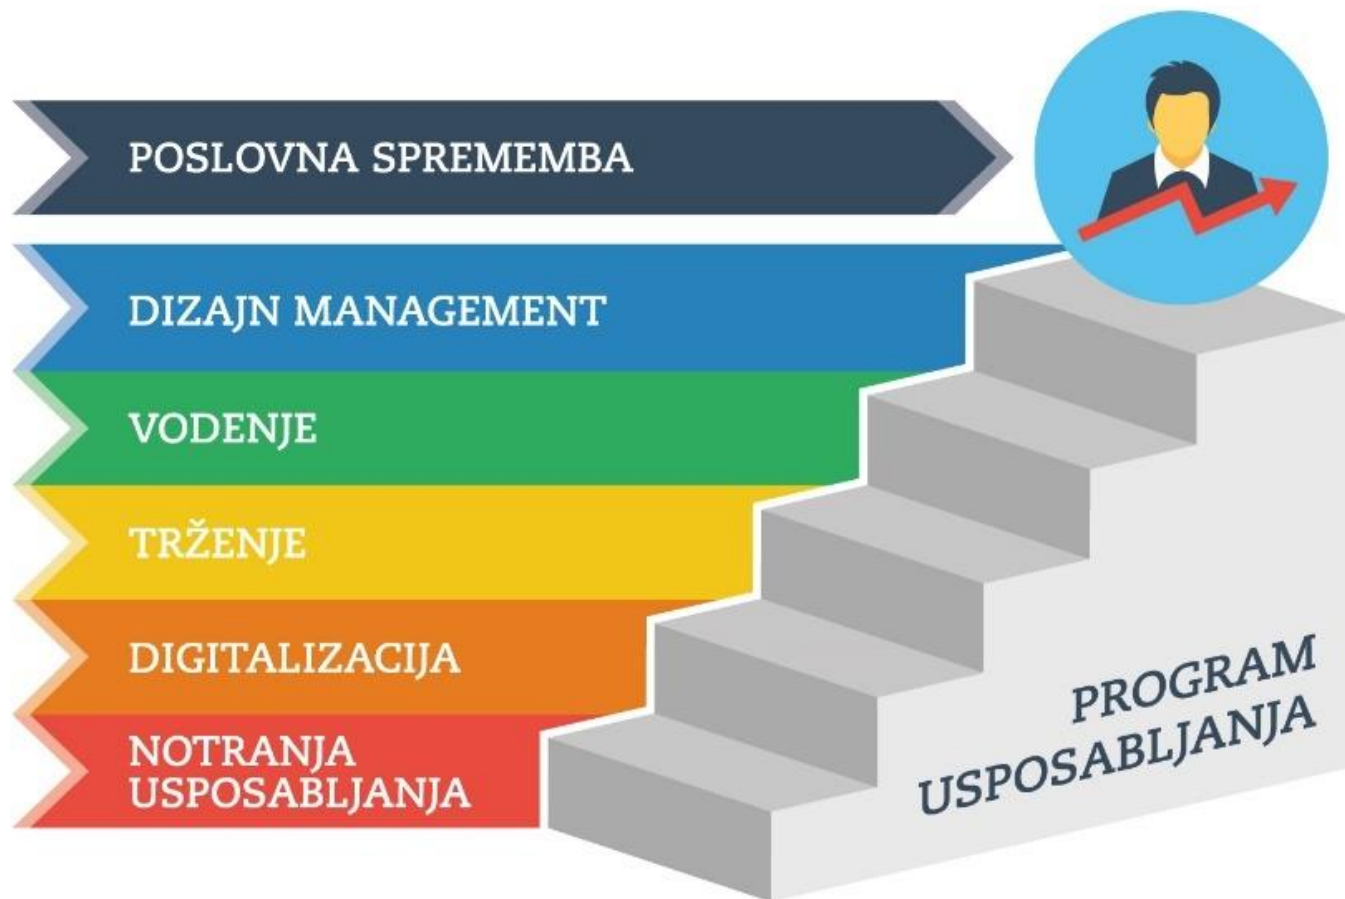 POSLOVNA SPREMEMBA
DIZAJN MANAGEMENT
VODENJE
TRŽENJE
DIGITALIZACIJA
NOTRANJA
USPOSABLJANJA
PROGRAM
USPOSABLJANJA